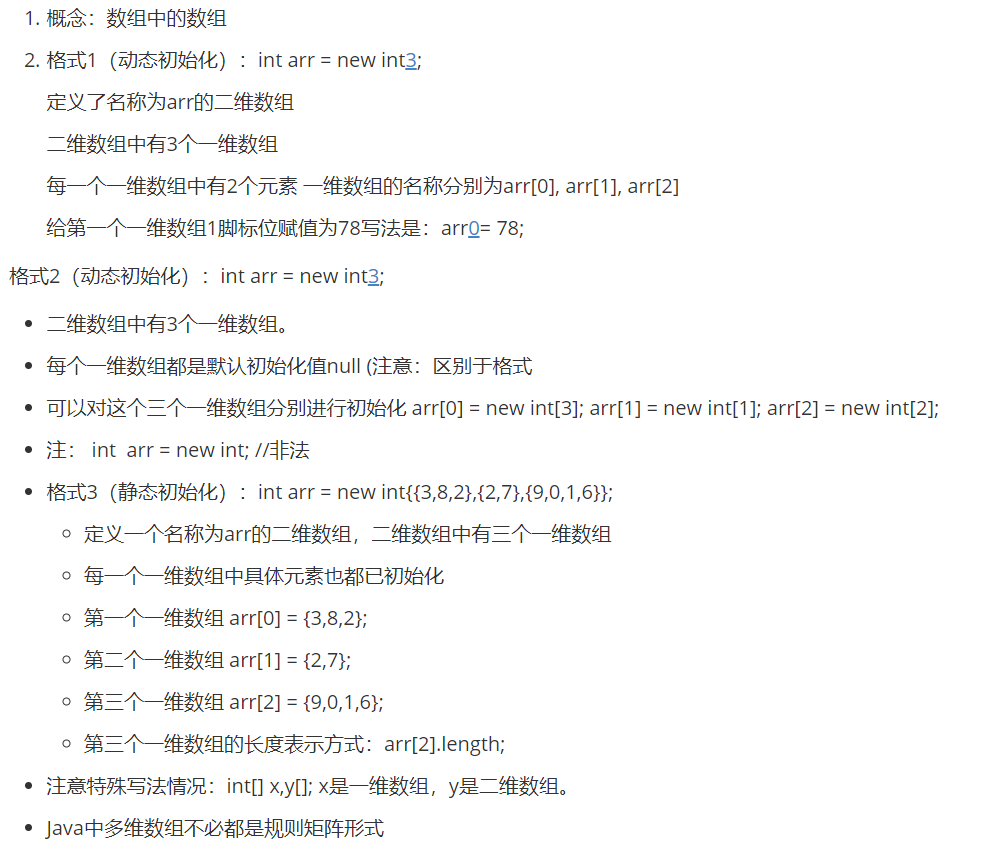 1. 概念：数组中的数组
2. 格式1（动态初始化）：int arr = new int3;
定义了名称为arr的二维数组
二维数组中有3个一维数组
每一个一维数组中有2个元素 一维数组的名称分别为arr[0], arr[1], arr[2]
给第一个一维数组1脚标位赋值为78写法是：arr0= 78;
格式2（动态初始化）：int arr = new int3;
• 二维数组中有3个一维数组。
• 每个一维数组都是默认初始化值null (注意：区别于格式
• 可以对这个三个一维数组分别进行初始化 arr[0] = new int[3]; arr[1] = new int[1]; arr[2] = new int[2];
• 注： int  arr = new int; //非法
• 格式3（静态初始化）：int arr = new int{{3,8,2},{2,7},{9,0,1,6}};
◦ 定义一个名称为arr的二维数组，二维数组中有三个一维数组
◦ 每一个一维数组中具体元素也都已初始化
◦ 第一个一维数组 arr[0] = {3,8,2};
◦ 第二个一维数组 arr[1] = {2,7};
◦ 第三个一维数组 arr[2] = {9,0,1,6};
◦ 第三个一维数组的长度表示方式：arr[2].length;
• 注意特殊写法情况：int[] x,y[]; x是一维数组，y是二维数组。
• Java中多维数组不必都是规则矩阵形式